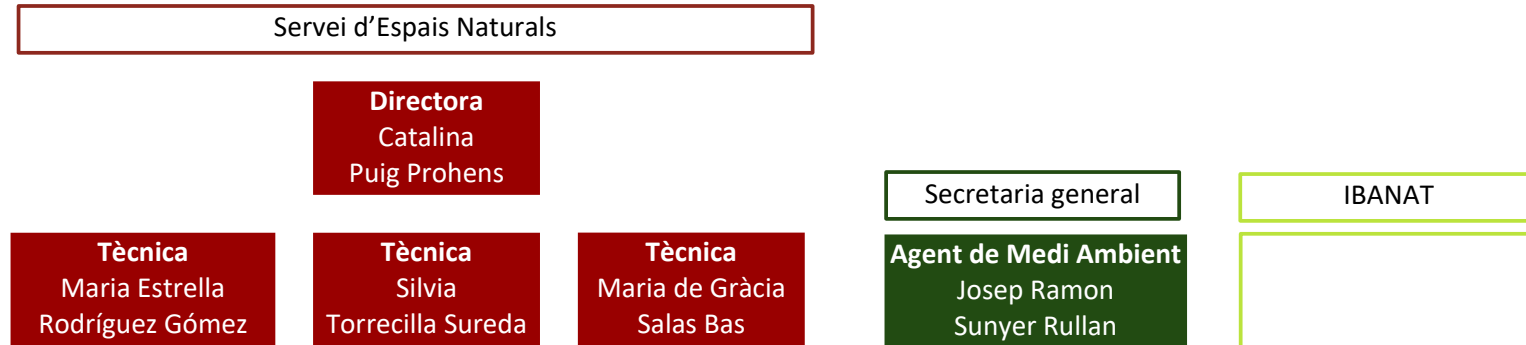 Servei d’Espais Naturals
Directora
Catalina
Puig Prohens
Secretaria general
IBANAT
Tècnica
Maria Estrella
Rodríguez Gómez
Tècnica
Silvia
Torrecilla Sureda
Tècnica
Maria de Gràcia
Salas Bas
Agent de Medi Ambient
Josep Ramon
Sunyer Rullan